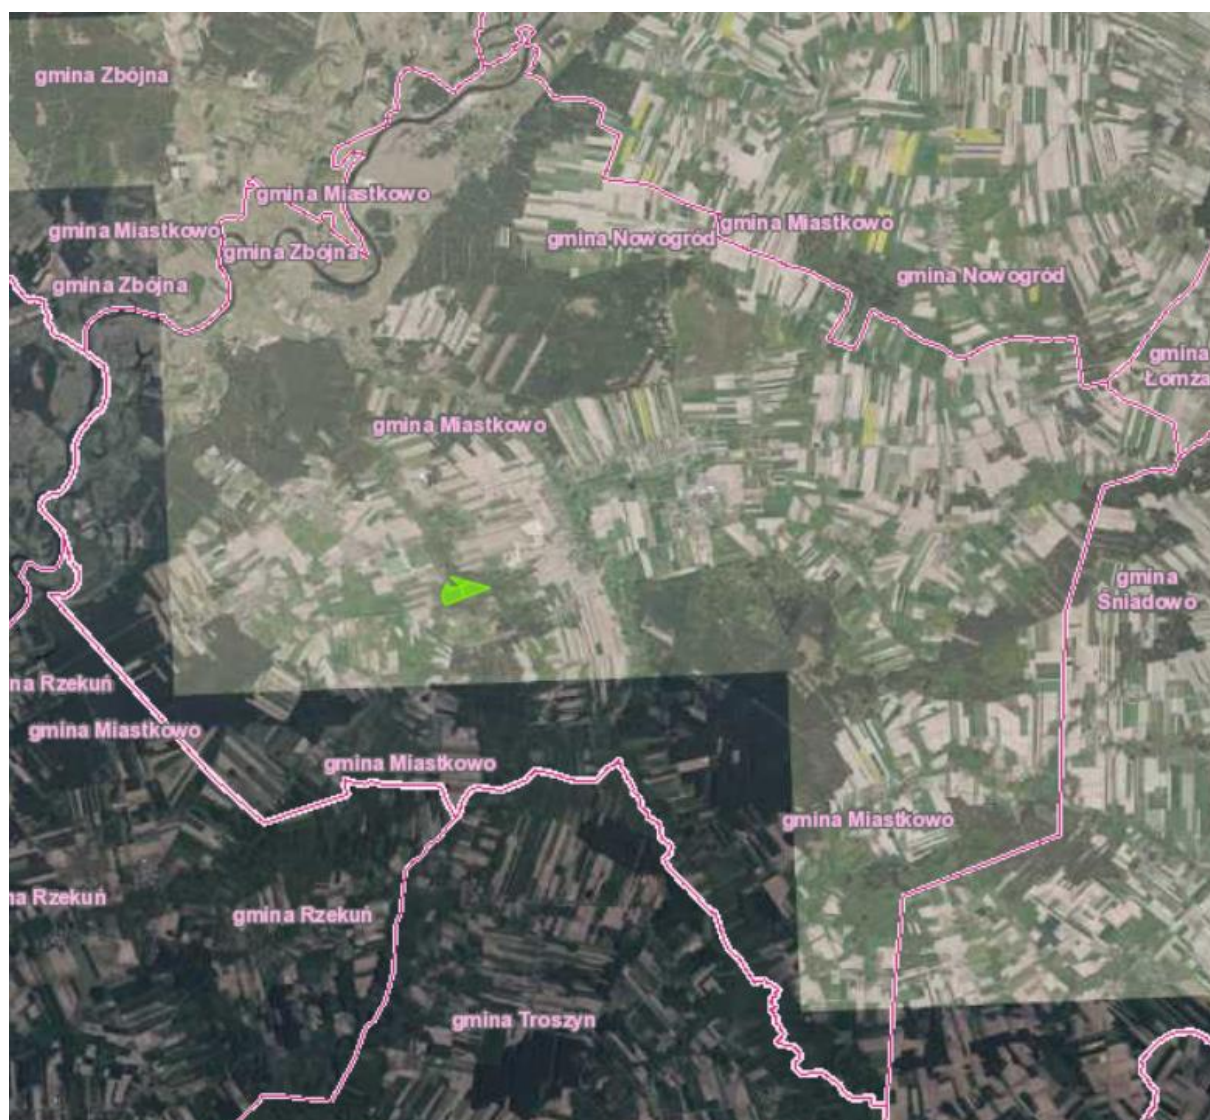 gmina Zbójna
gmina Miastkowo
gmina Miastkowo
gmina Miastkowo
gmina Nowogród
gmina Zbójna
gmina Nowogród
gmina Zbójna
gmina
Łomża
gmina Miastkowo
gmina
Śniadowo
na Rzekuń
gmina Miastkowo
gmina Miastkowo
gmina Miastkowo
na Rzekuń
gmina Rzekuń
gmina Troszyn